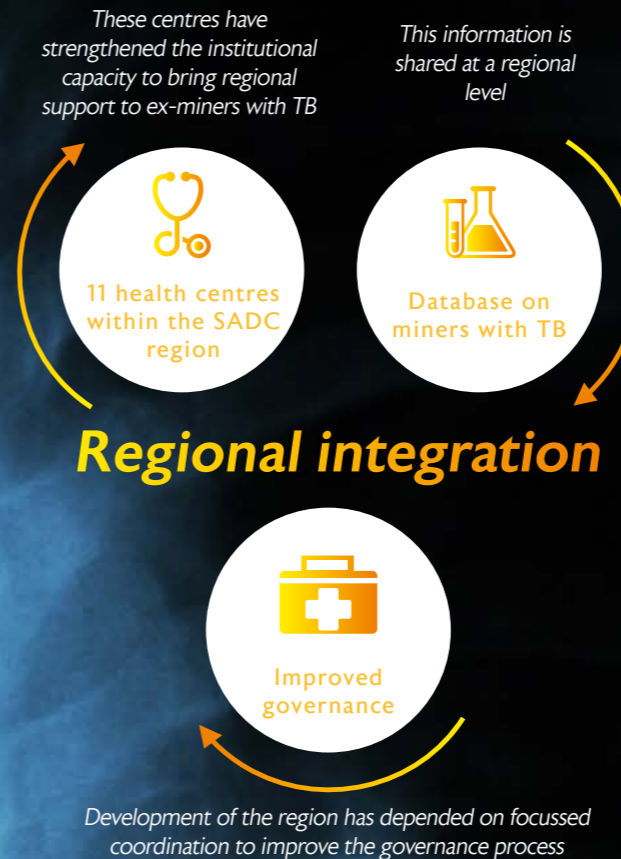 These centres have
strengthened the institutional
capacity to bring regional
support to ex-miners with TB
This information is
shared at a regional
level
11 health centres
within the SADC
region
Database on
miners with TB
Regional integration
Improved
governance
Development of the region has depended on focussed
coordination to improve the governance process